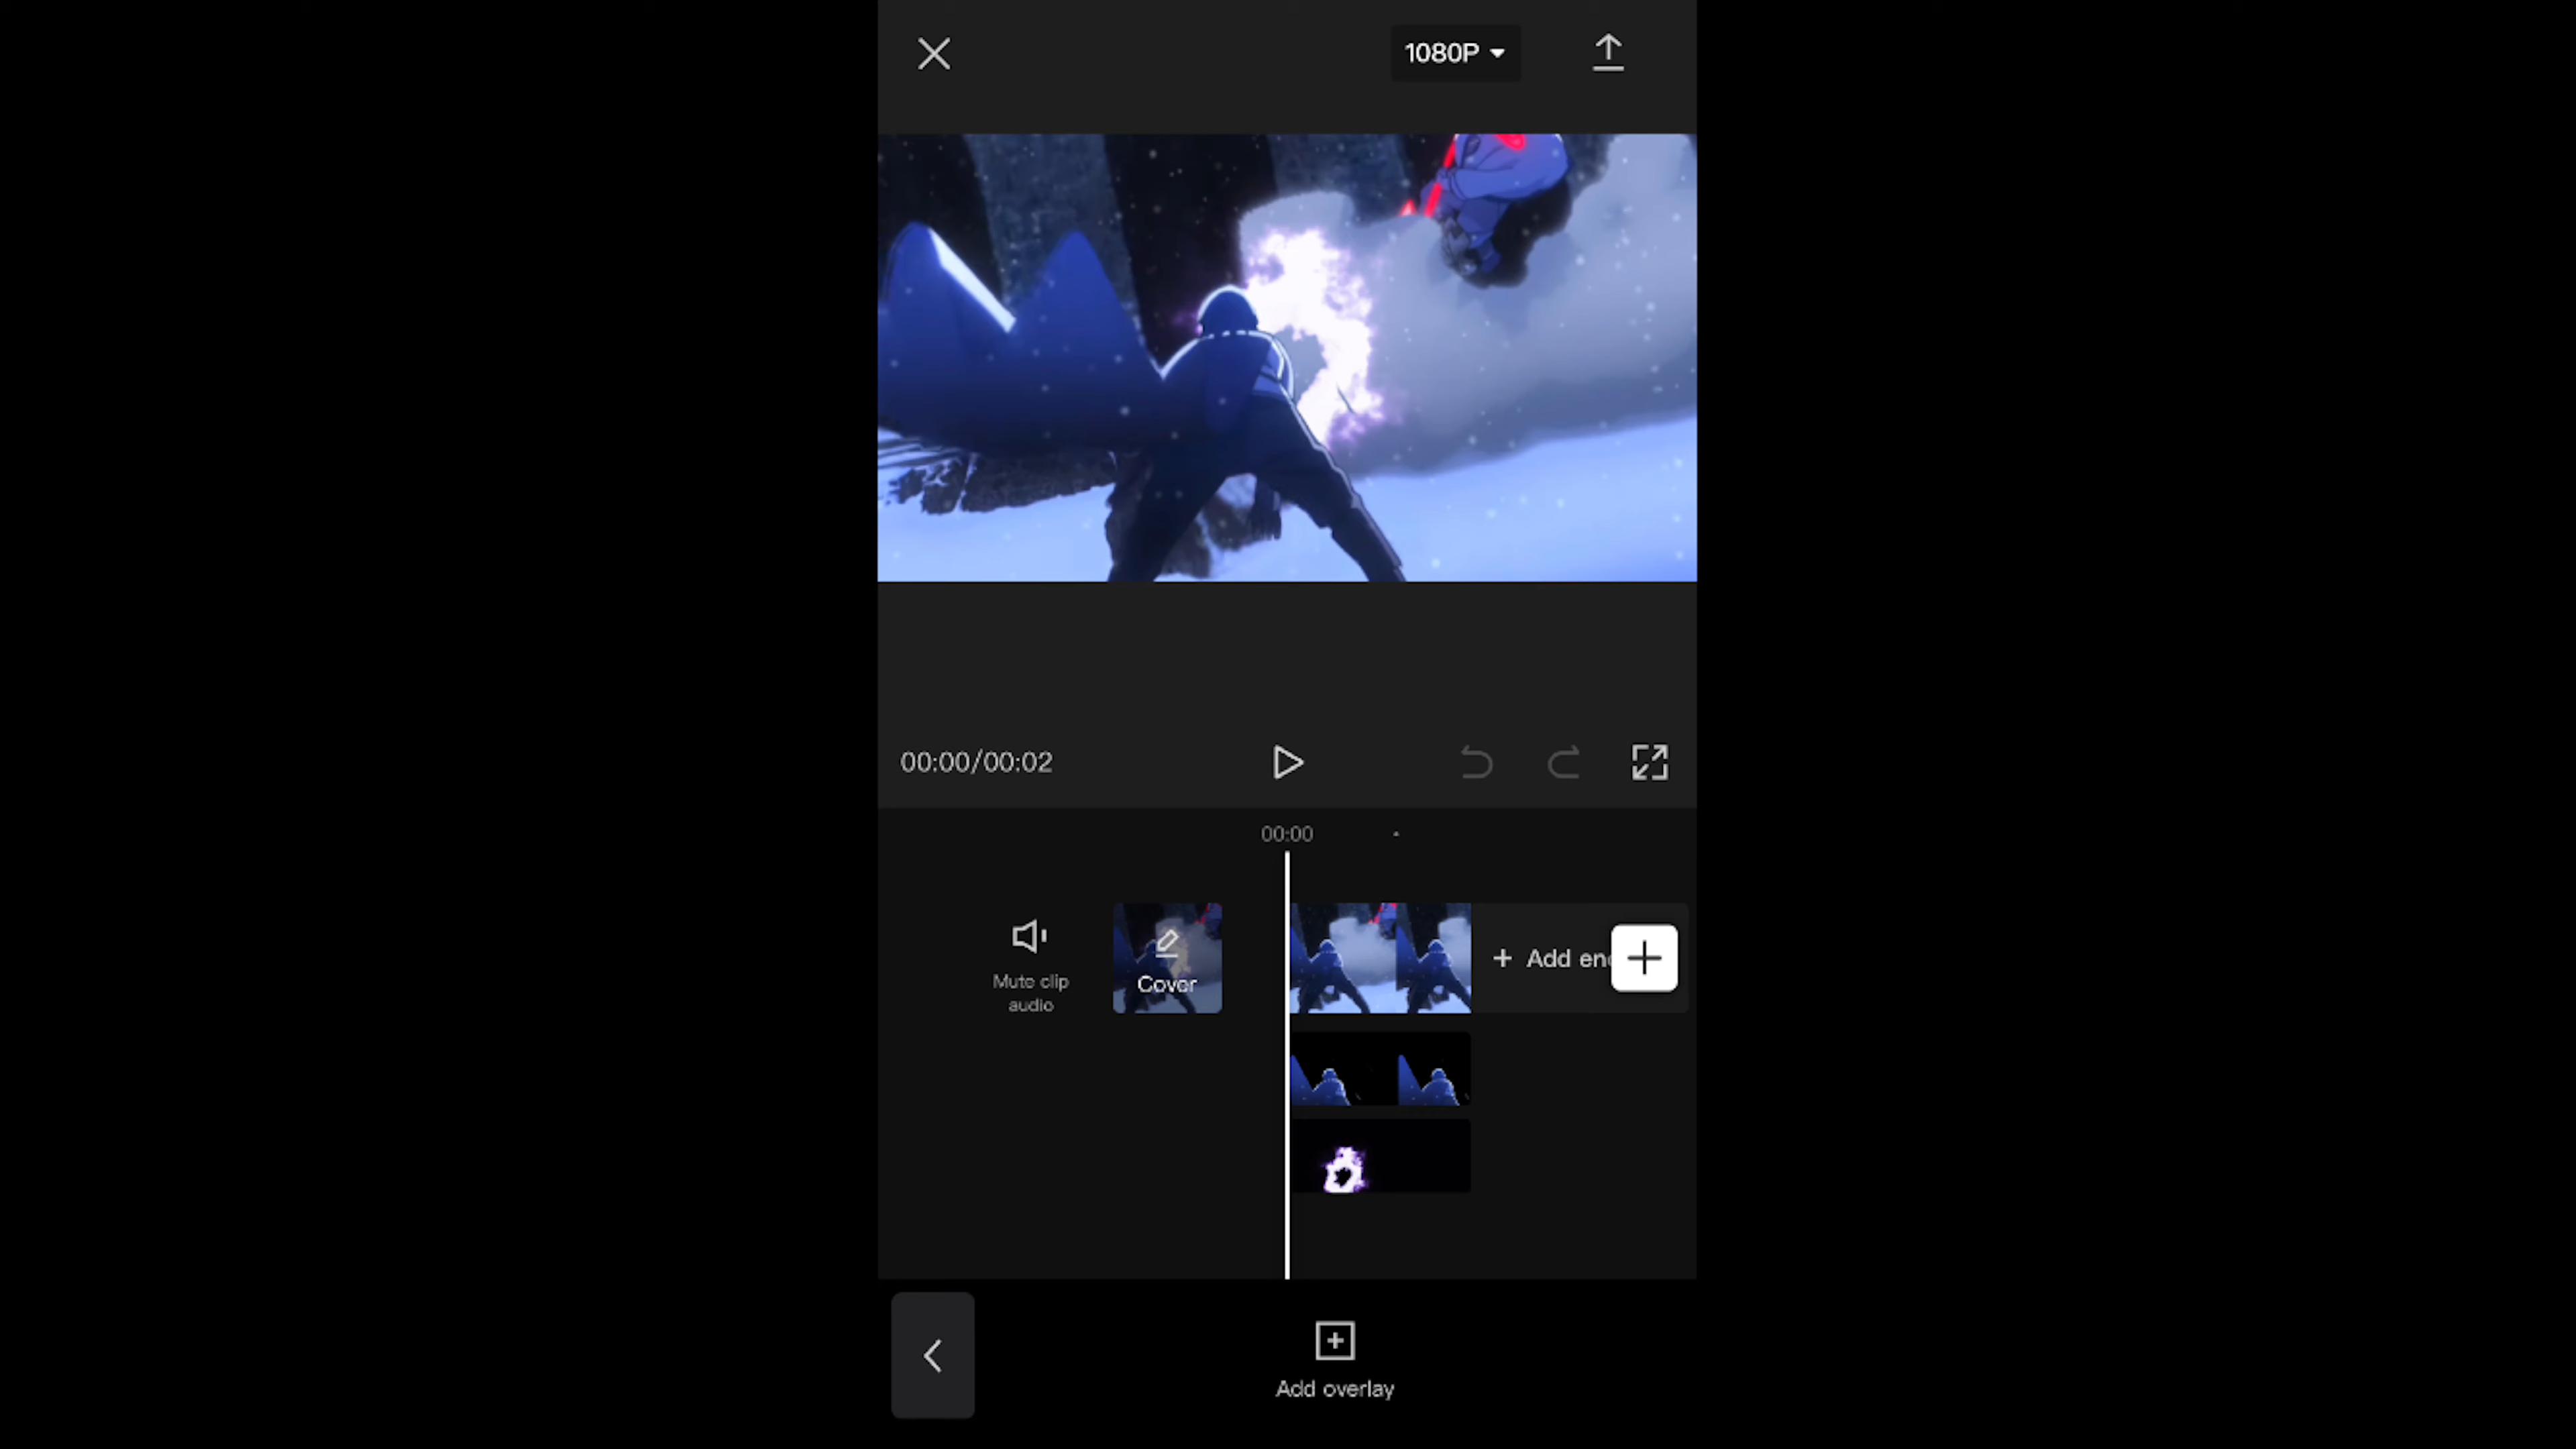 1080P
00:00/00:02
00:00
Mute clip
audio
Cover
+ Add en
Add overlay